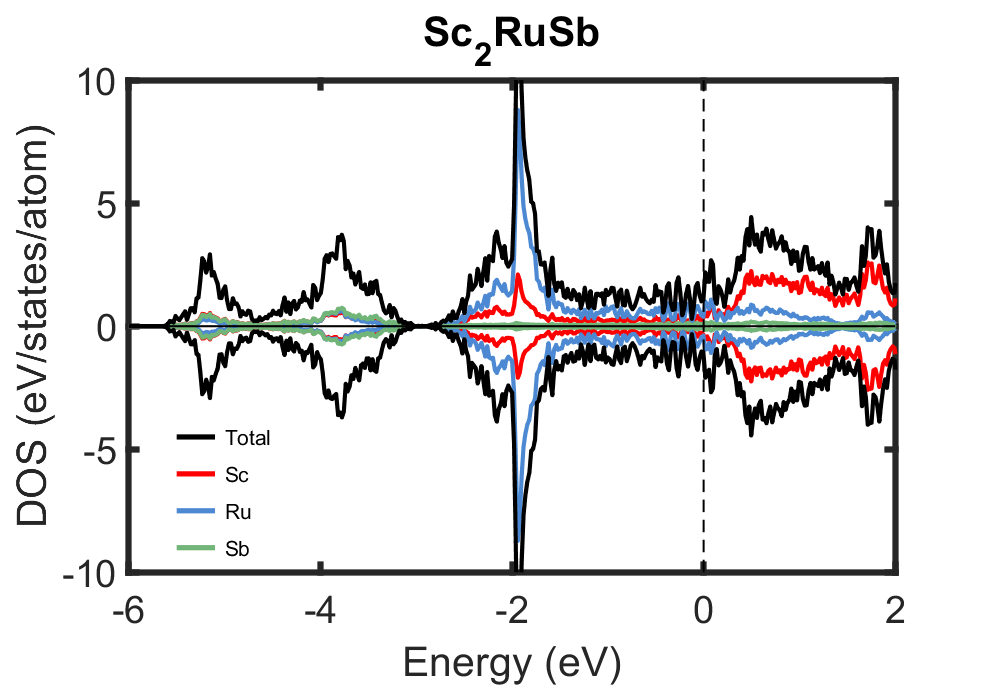 Sc2RuSb
10
5
0
-5
-10
DOS (eV/states/atom)
Total
Sc
Ru
Sb
-6 -4 -2 0 2
Energy (eV)